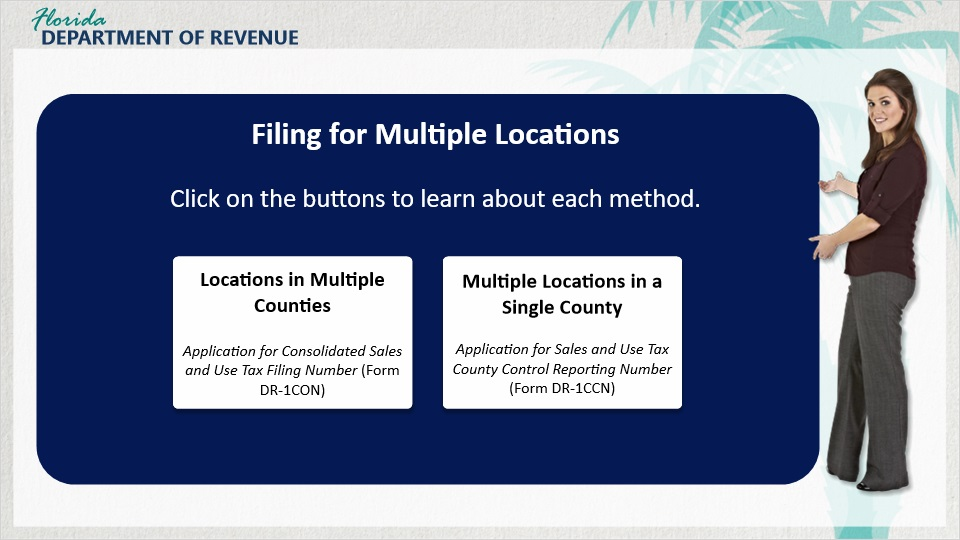 Florida
DEPARTMENT OF REVENUE
Filing for Multiple Locations
Click on the buttons to learn about each method.
Locations in Multiple
Counties
Application for Consolidated Sales
and Use Tax Filing Number (Form
DR-1CON)
Multiple Locations in a
Single County
Application for Sales and Use Tax
County Control Reporting Number
(Form DR-1CCN)